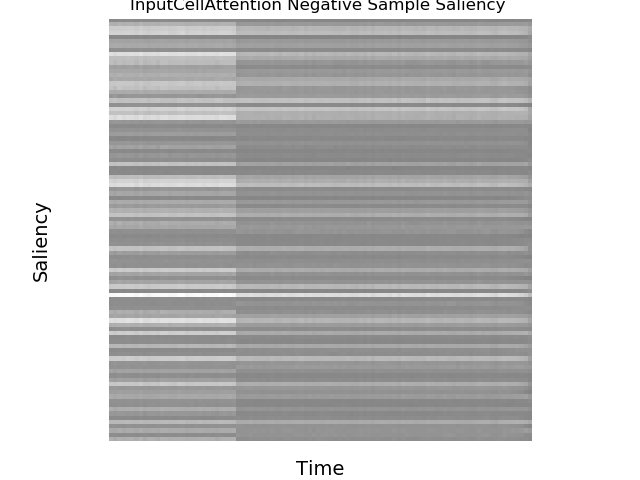 InputCellAttention Negative Sample Saliency
Saliency
Time